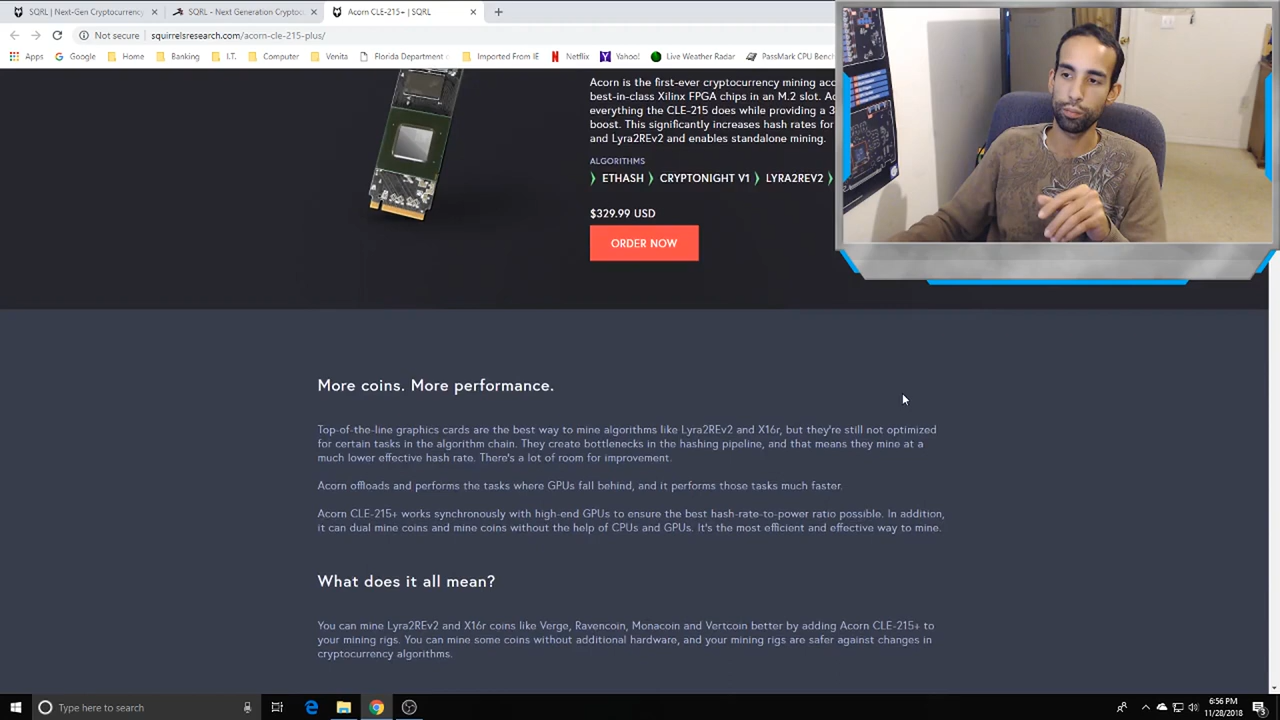 SQRL | Next-Gen Cryptocurrency
SQRL - Next Generation Cryptoc
Acorn CLE-215+ | SQRL
Not secure | squirrelsresearch.com/acorn-cle-215-plus/
Apps Google Home Banking I.T. Computer Venita Florida Department Imported From IE Netflix Yahoo! Live Weather Radar PassMark CPU Benc
Acorn is the first-ever cryptocurrency mining acc
best-in-class Xilinx FPGA chips in an M.2 slot. Ac
everything the CLE-215 does while providing a 3
boost. This significantly increases hash rates for
and Lyra2REv2 and enables standalone mining.
ALGORITHMS
ETHASH CRYPTONIGHT V1 LYRA2REV2
$329.99 USD
ORDER NOW
More coins. More performance.
Top-of-the-line graphics cards are the best way to mine algorithms like Lyra2REv2 and X16r, but they're still not optimized
for certain tasks in the algorithm chain. They create bottlenecks in the hashing pipeline, and that means they mine at a
much lower effective hash rate. There's a lot of room for improvement.
Acorn offloads and performs the tasks where GPUs fall behind, and it performs those tasks much faster.
Acorn CLE-215+ works synchronously with high-end GPUs to ensure the best hash-rate-to-power ratio possible. In addition,
it can dual mine coins and mine coins without the help of CPUs and GPUs. It's the most efficient and effective way to mine.
What does it all mean?
You can mine Lyra2REv2 and X16r coins like Verge, Ravencoin, Monacoin and Vertcoin better by adding Acorn CLE-215+ to
your mining rigs. You can mine some coins without additional hardware, and your mining rigs are safer against changes in
cryptocurrency algorithms.
Type here to search
6:56 PM
11/28/2018